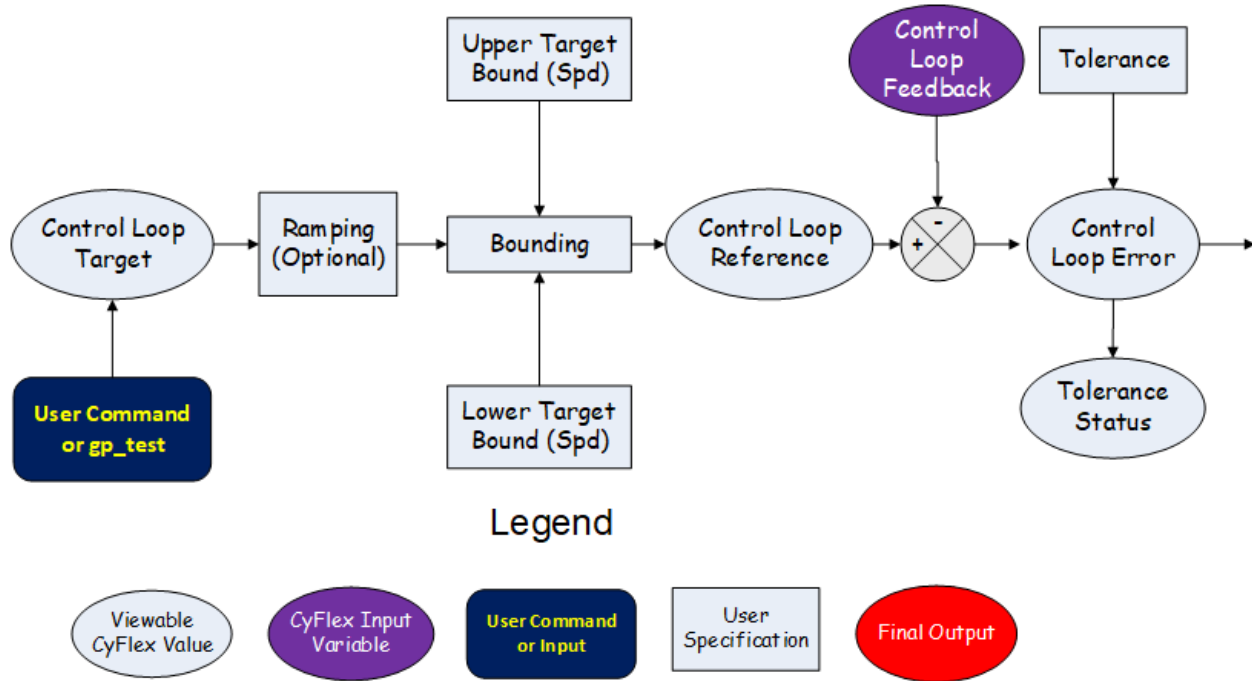 Upper Target
Bound (Spd)
Control
Loop
Feedback
Tolerance
Control Loop
Target
Ramping
(Optional)
Bounding
Control Loop
Reference
+
-
Control
Loop Error
User Command
or gp_test
Lower Target
Bound (Spd)
Tolerance
Status
Legend
Viewable
CyFlex Value
CyFlex Input
Variable
User Command
or Input
User
Specification
Final Output